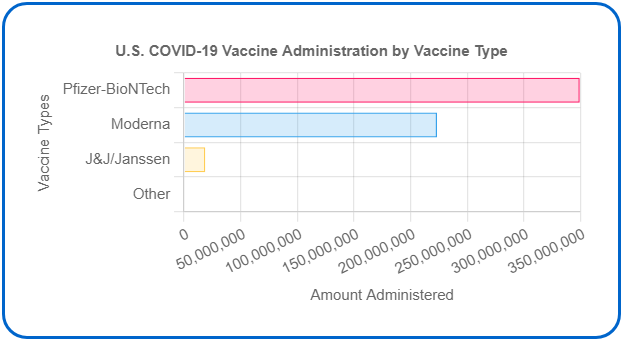 U.S. COVID-19 Vaccine Administration by Vaccine Type
Vaccine Types
Pfizer-BioNTech
Moderna
J&J/Janssen
Other
0
50,000,000
100,000,000
150,000,000
200,000,000
250,000,000
300,000,000
350,000,000
Amount Administered